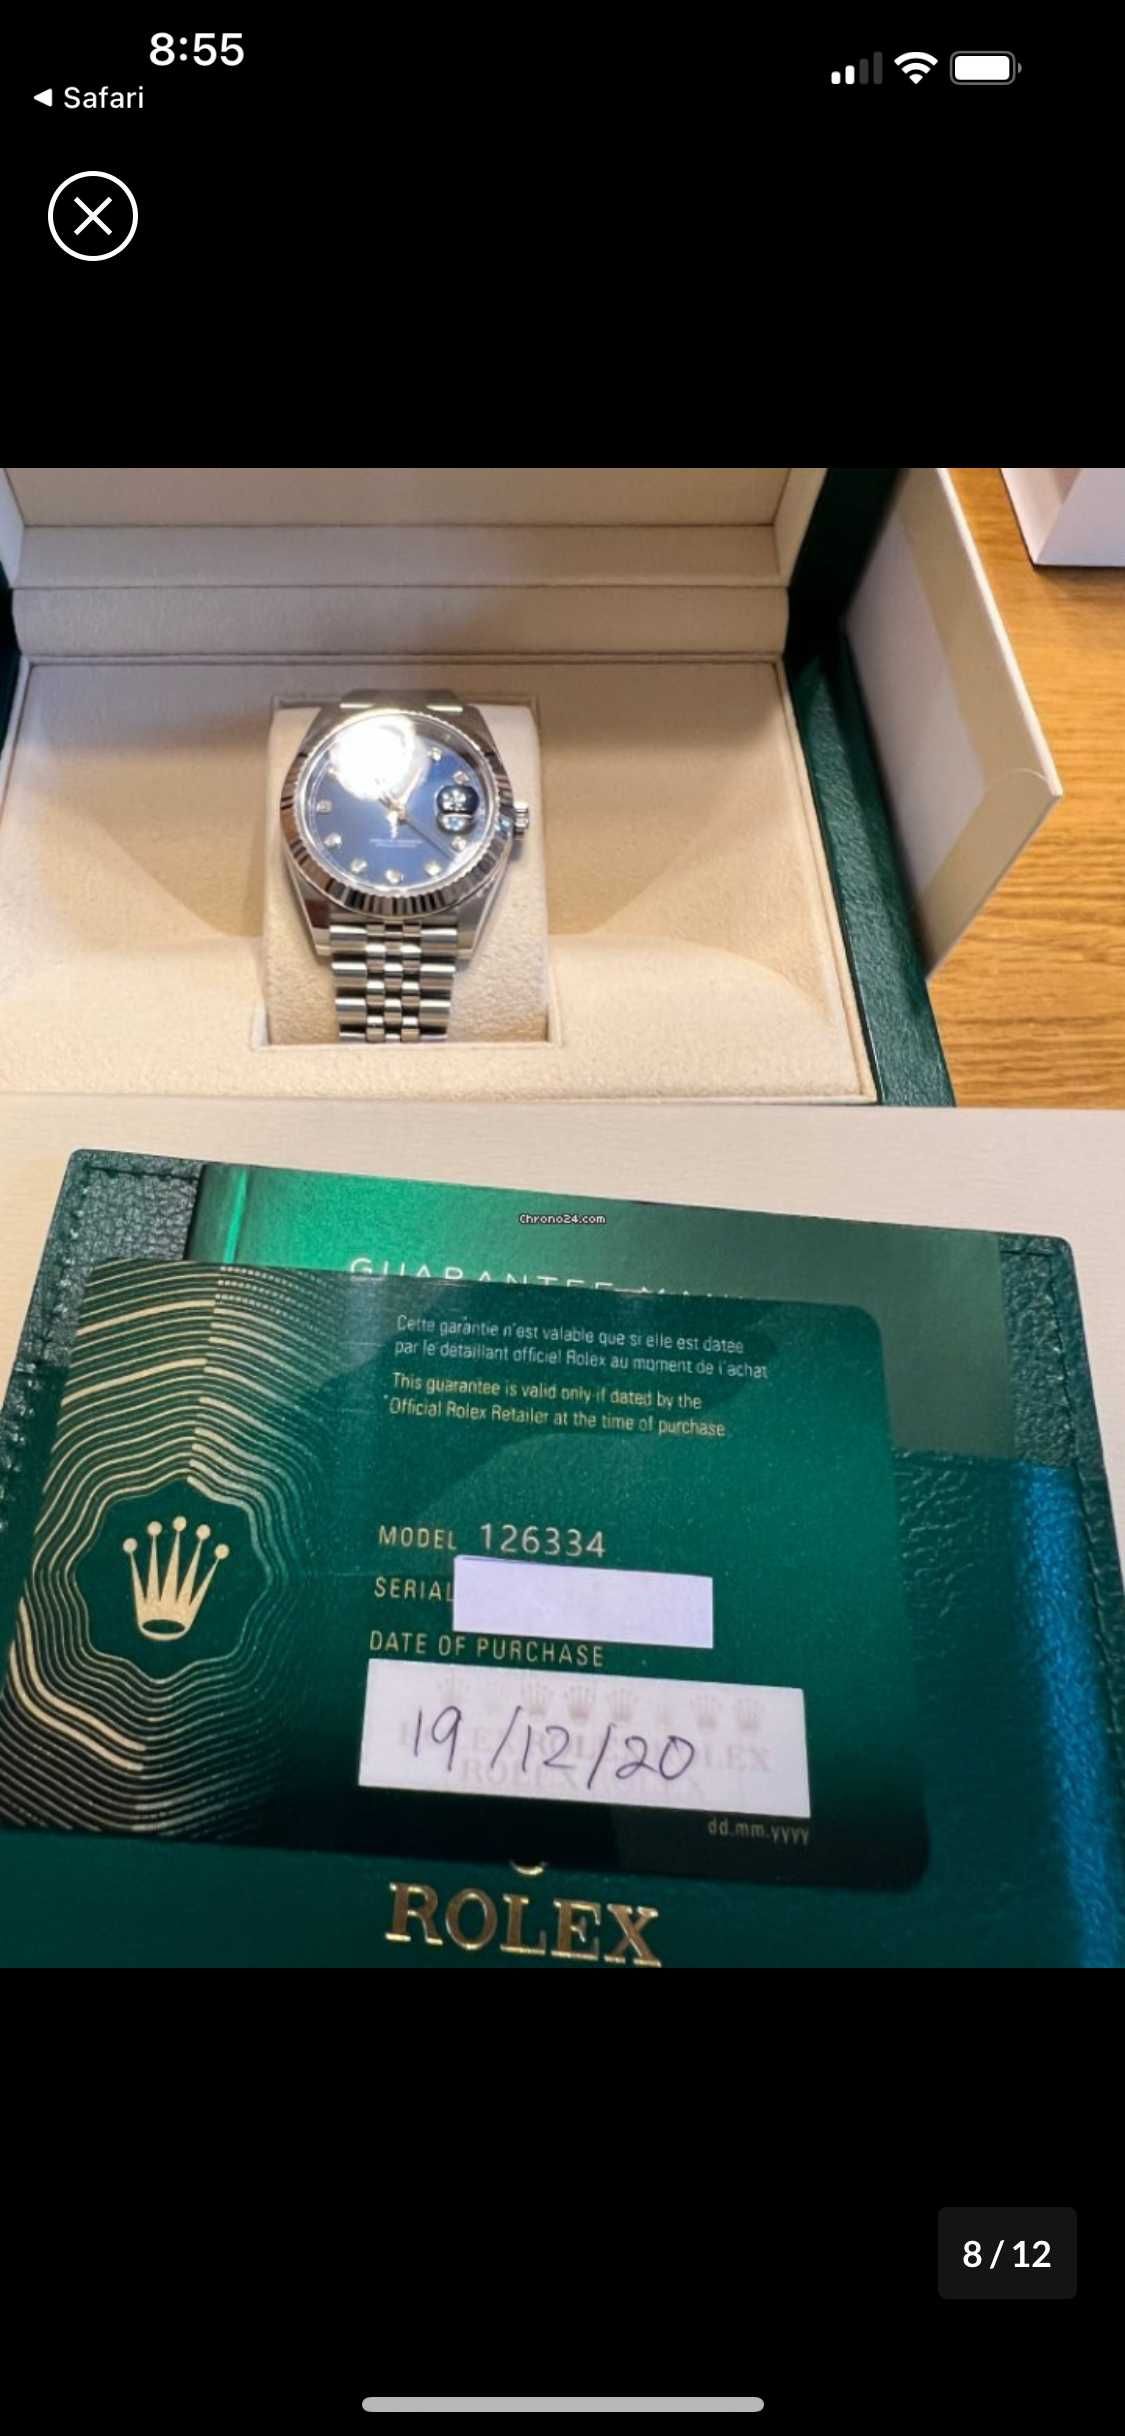 8:55
Safari
Chrono24.com
GUARANTEE
Cette garantie n'est valable que si elle est datée
par le détaillant officiel Rolex au moment de l'achat
This guarantee is valid only if dated by the
Official Rolex Retailer at the time of purchase
MODEL 126334
SERIAL
DATE OF PURCHASE
19/12/20
dd.mm.yyyy
ROLEX
8/12